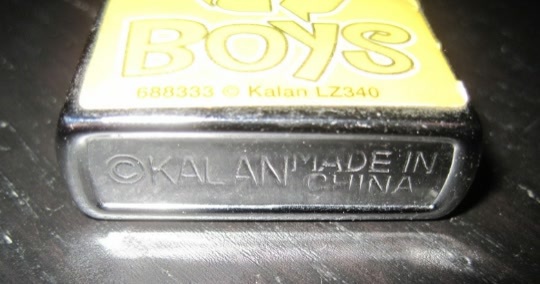 BOYS
688333 © Kalan LZ340
©KALAN MADE IN
CHINA